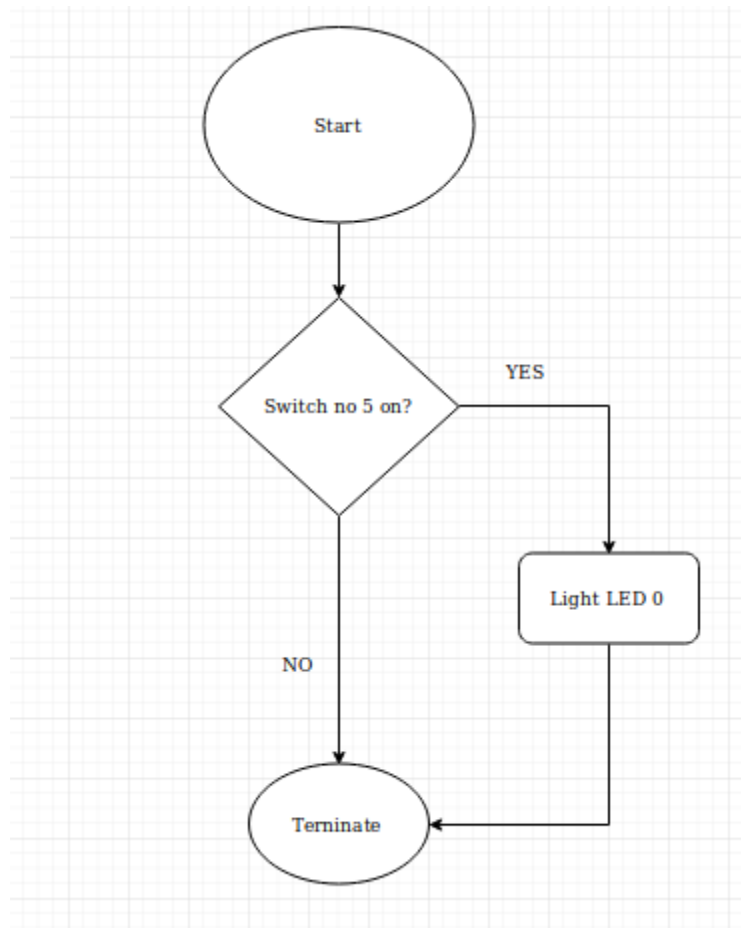 Start
Switch no 5 on?
YES
Light LED 0
NO
Terninate